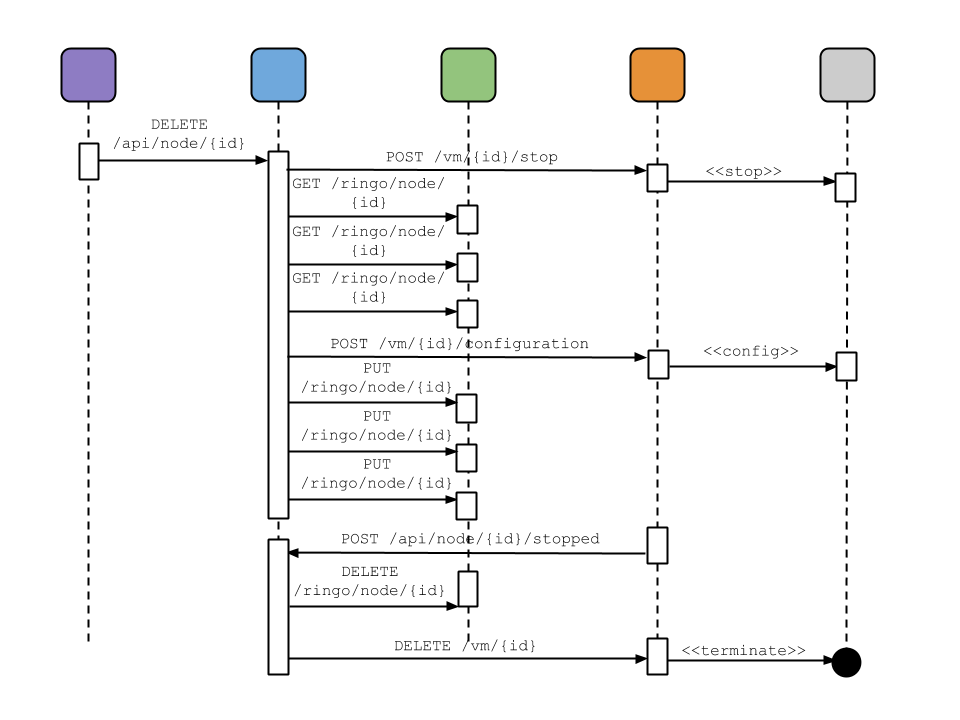 DELETE
/api/node/{id}
POST /vm/{id}/stop
<<stop>>
GET /ringo/node/
{id}
GET /ringo/node/
{id}
GET /ringo/node/
{id}
POST /vm/{id}/configuration
<<config>>
PUT
/ringo/node/{id}
PUT
/ringo/node/{id}
PUT
/ringo/node/{id}
POST /api/node/{id}/stopped
DELETE
/ringo/node/{id}
DELETE /vm/{id}
<<terminate>>